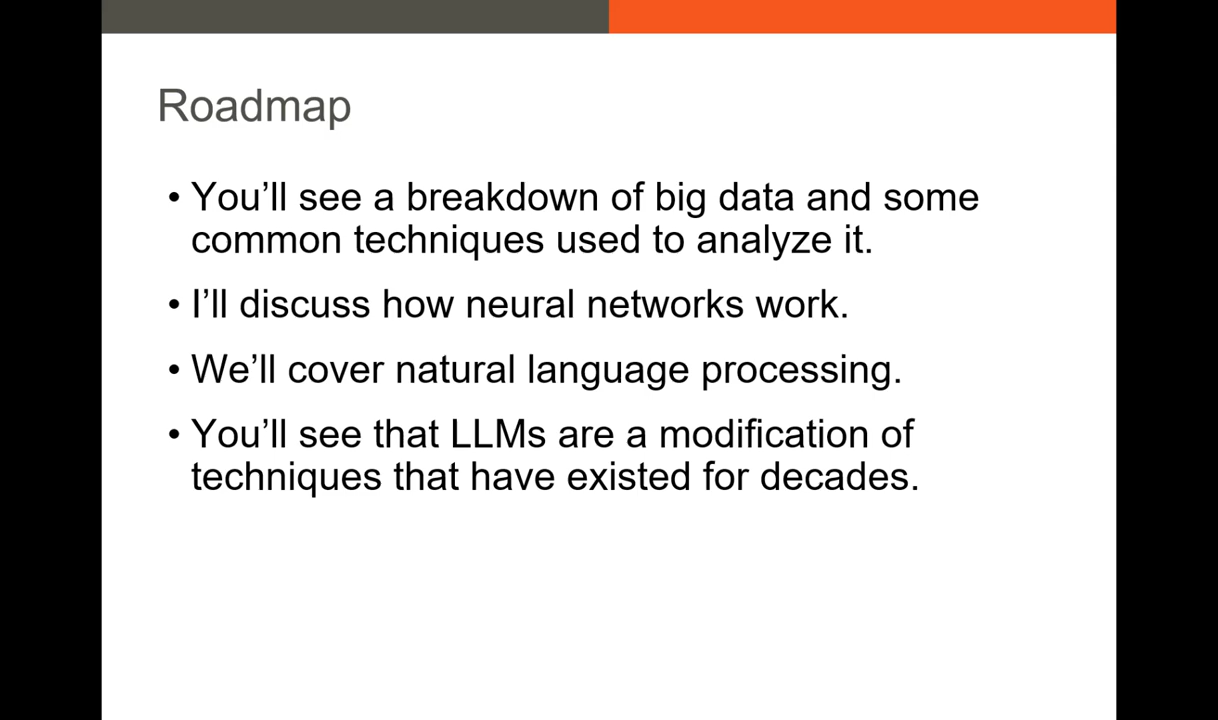 Roadmap
• You’ll see a breakdown of big data and some
common techniques used to analyze it.
• I’ll discuss how neural networks work.
• We’ll cover natural language processing.
• You’ll see that LLMs are a modification of
techniques that have existed for decades.